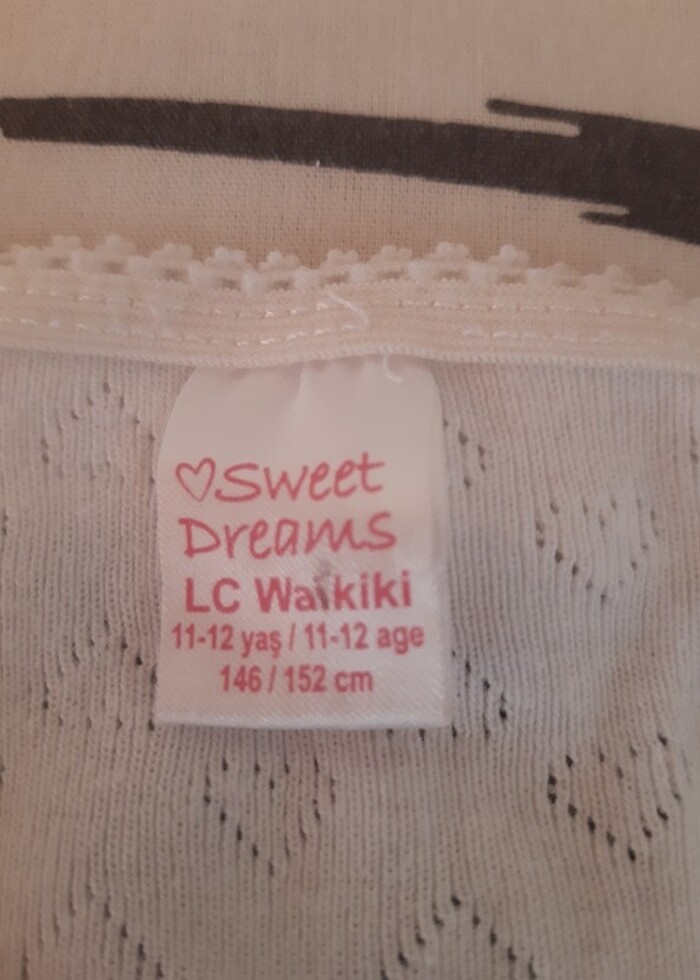 ♡Sweet
Dreams
LC Waikiki
11-12 yaş / 11-12 age
146 / 152 cm